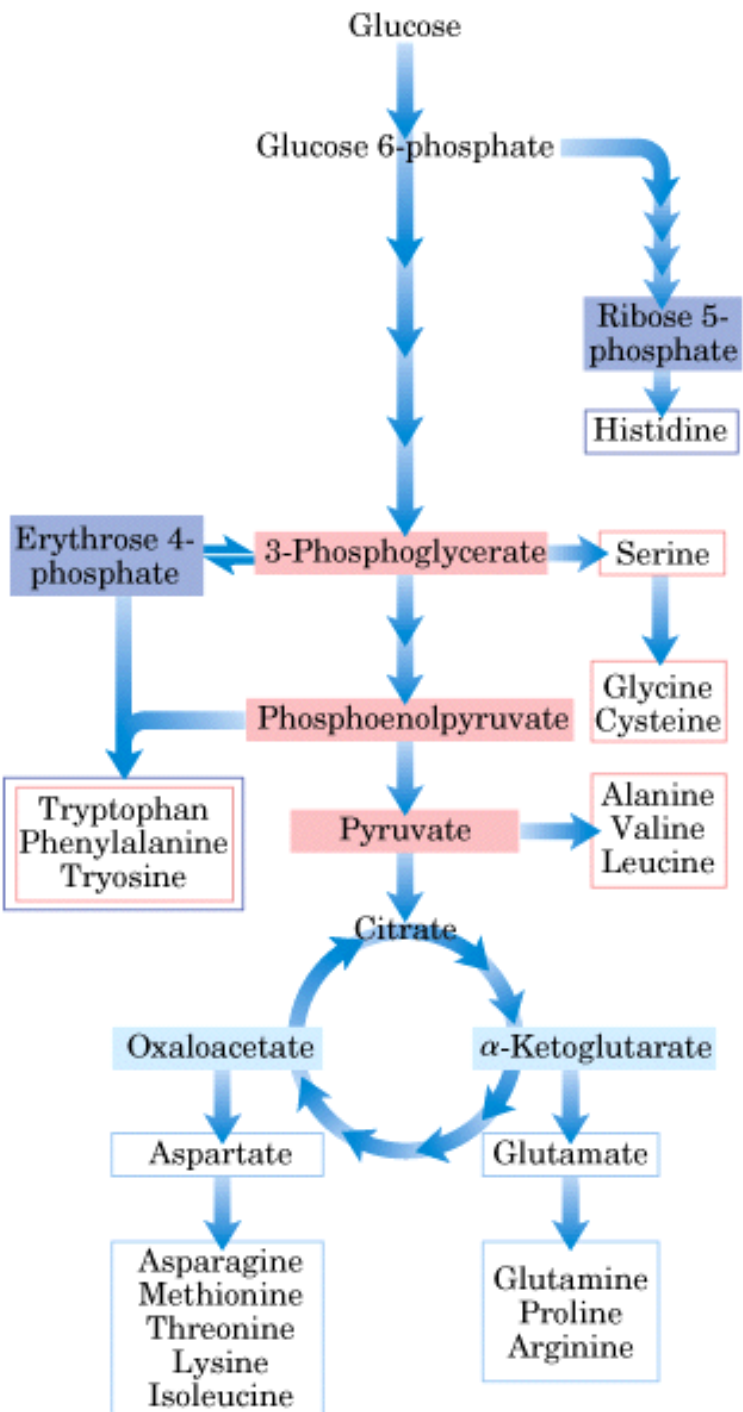 Glucose
Glucose 6-phosphate
Ribose 5-
phosphate
Histidine
Erythrose 4-
phosphate
3-Phosphoglycerate
Serine
Glycine
Cysteine
Phosphoenolpyruvate
Tryptophan
Phenylalanine
Tryosine
Pyruvate
Alanine
Valine
Leucine
Citrate
Oxaloacetate
α-Ketoglutarate
Aspartate
Glutamate
Asparagine
Methionine
Threonine
Lysine
Isoleucine
Glutamine
Proline
Arginine